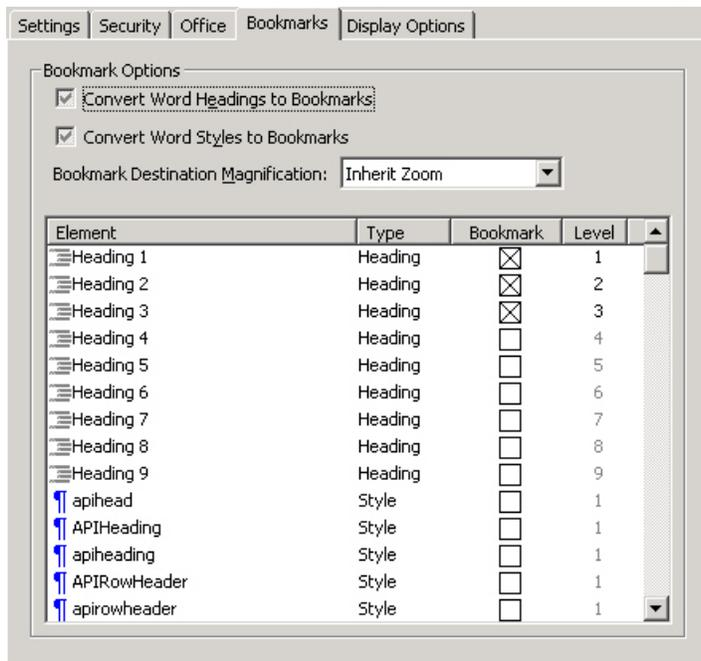 Settings Security Office Bookmarks Display Options
Bookmark Options
Convert Word Headings to Bookmarks
Convert Word Styles to Bookmarks
Bookmark Destination Magnification: Inherit Zoom
Element Type Bookmark Level
Heading 1 Heading 1
Heading 2 Heading 2
Heading 3 Heading 3
Heading 4 Heading 4
Heading 5 Heading 5
Heading 6 Heading 6
Heading 7 Heading 7
Heading 8 Heading 8
Heading 9 Heading 9
¶ apihead Style 1
¶ APIHeading Style 1
¶ apiheading Style 1
¶ APIRowHeader Style 1
¶ apirowheader Style 1